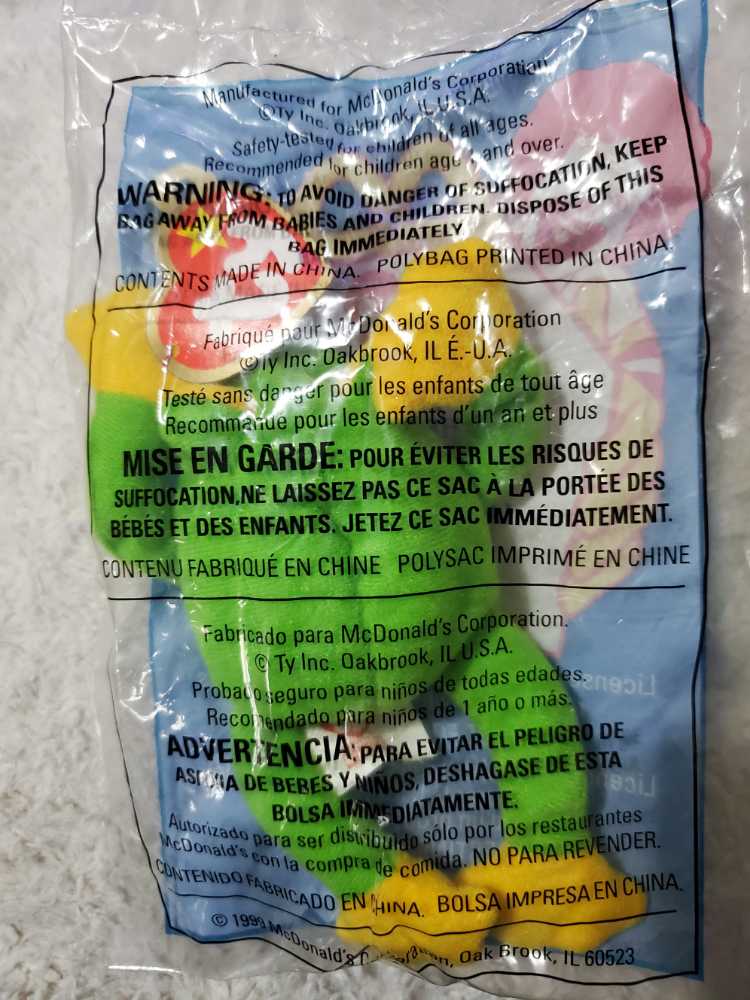 Manufactured for McDonald's Corporation
©Ty Inc. Oakbrook, IL U.S.A.
Safety-tested for children of all ages.
Recommended for children age and over.
WARNING: TO AVOID DANGER OF SUFFOCATION, KEEP
BAG AWAY FROM BABIES AND CHILDREN. DISPOSE OF THIS
BAG IMMEDIATELY
CONTENTS MADE IN CHINA. POLYBAG PRINTED IN CHINA.
Fabriqué pour McDonald's Corporation
©Ty Inc. Oakbrook, IL É.-U.A.
Testé sans danger pour les enfants de tout âge
Recommandé pour les enfants d'un an et plus
MISE EN GARDE: POUR ÉVITER LES RISQUES DE
SUFFOCATION.NE LAISSEZ PAS CE SAC À LA PORTÉE DES
BÉBÉS ET DES ENFANTS. JETEZ CE SAC IMMÉDIATEMENT.
CONTENU FABRIQUÉ EN CHINE POLYSAC IMPRIMÉ EN CHINE
Fabricado para McDonald's Corporation.
© Ty Inc. Oakbrook, IL U.S.A.
Probado seguro para niños de todas edades.
Recomendado para niños de 1 año o más.
ADVERTENCIA: PARA EVITAR EL PELIGRO DE
ASFIXIA DE BEBES Y NIÑOS, DESHAGASE DE ESTA
BOLSA IMMEDIATAMENTE.
Autorizado para ser distribuido sólo por los restaurantes
McDonald's con la compra de comida. NO PARA REVENDER.
CONTENIDO FABRICADO EN CHINA. BOLSA IMPRESA EN CHINA.
© 1999 McDonald's Corporation, Oak Brook, IL 60523